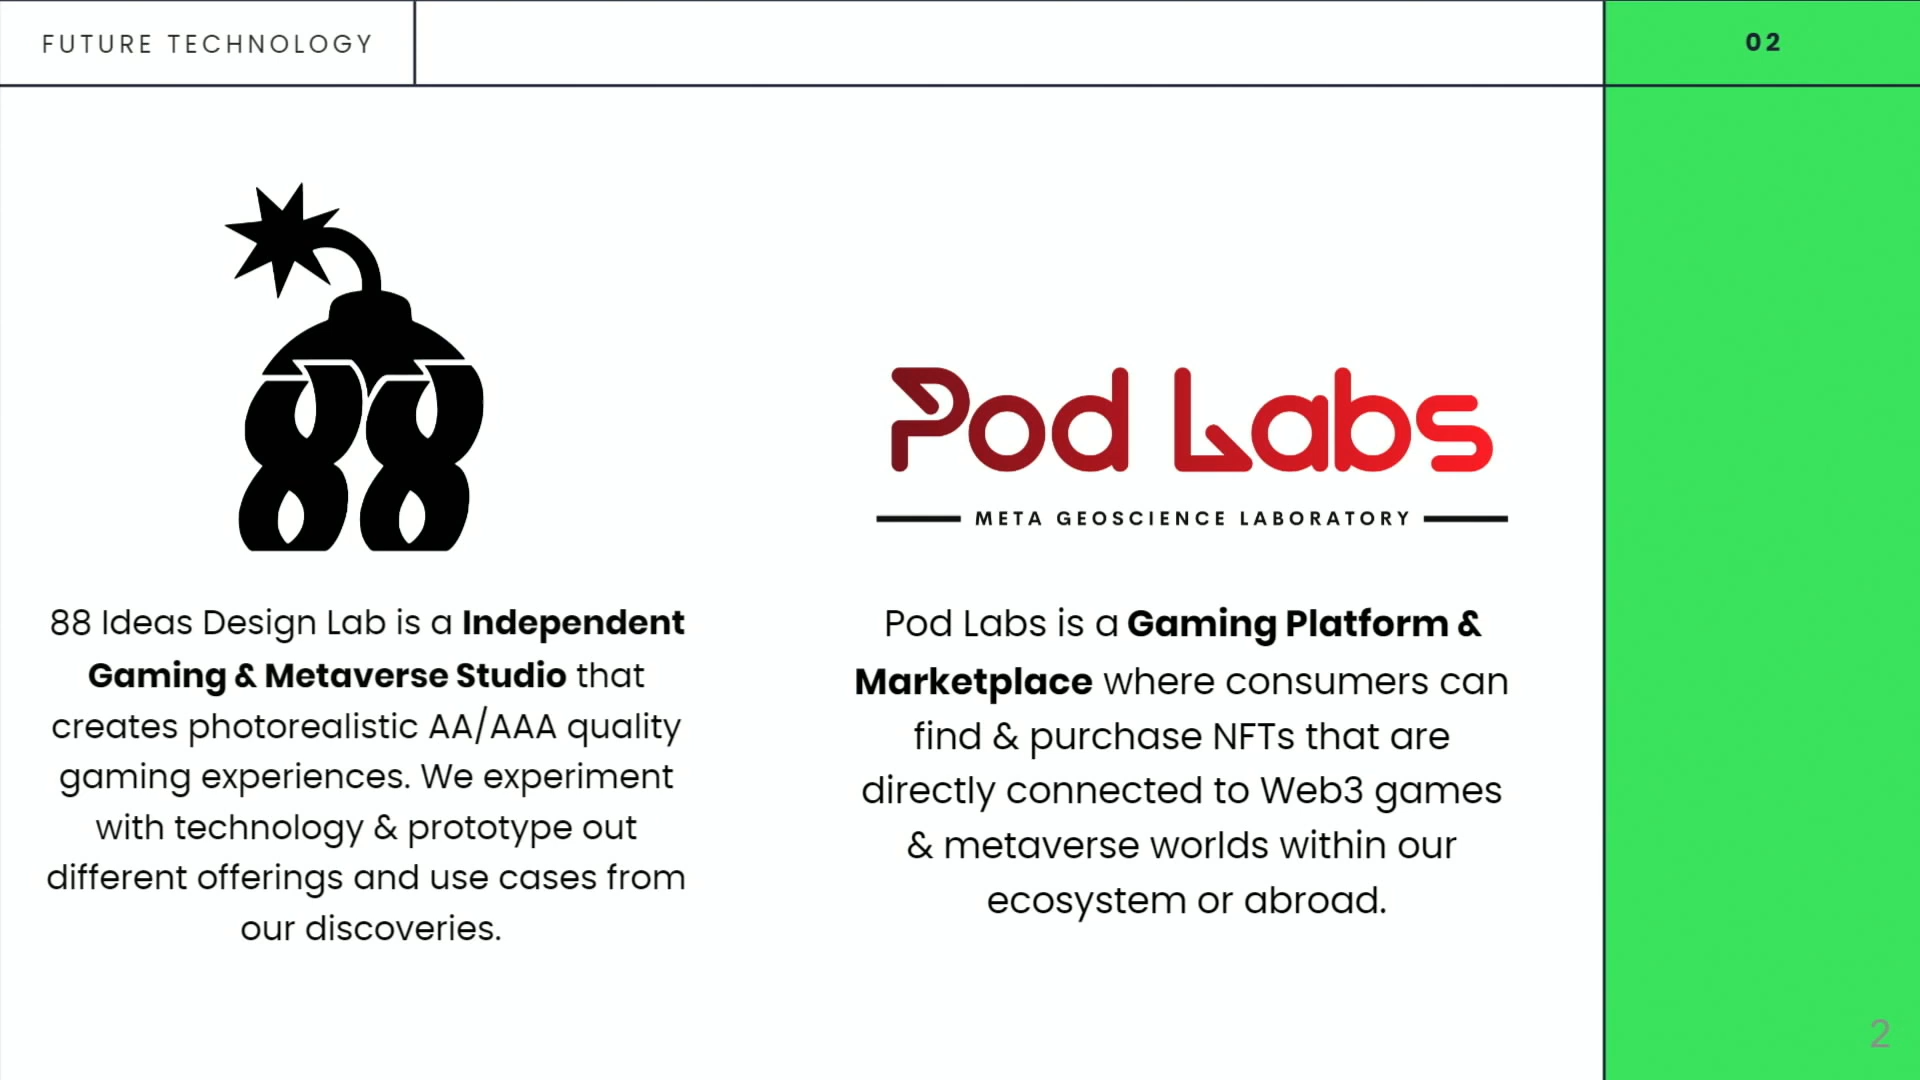 FUTURE TECHNOLOGY
02
88
88 Ideas Design Lab is a Independent
Gaming & Metaverse Studio that
creates photorealistic AA/AAA quality
gaming experiences. We experiment
with technology & prototype out
different offerings and use cases from
our discoveries.
Pod Labs
META GEOSCIENCE LABORATORY
Pod Labs is a Gaming Platform &
Marketplace where consumers can
find & purchase NFTs that are
directly connected to Web3 games
& metaverse worlds within our
ecosystem or abroad.
2